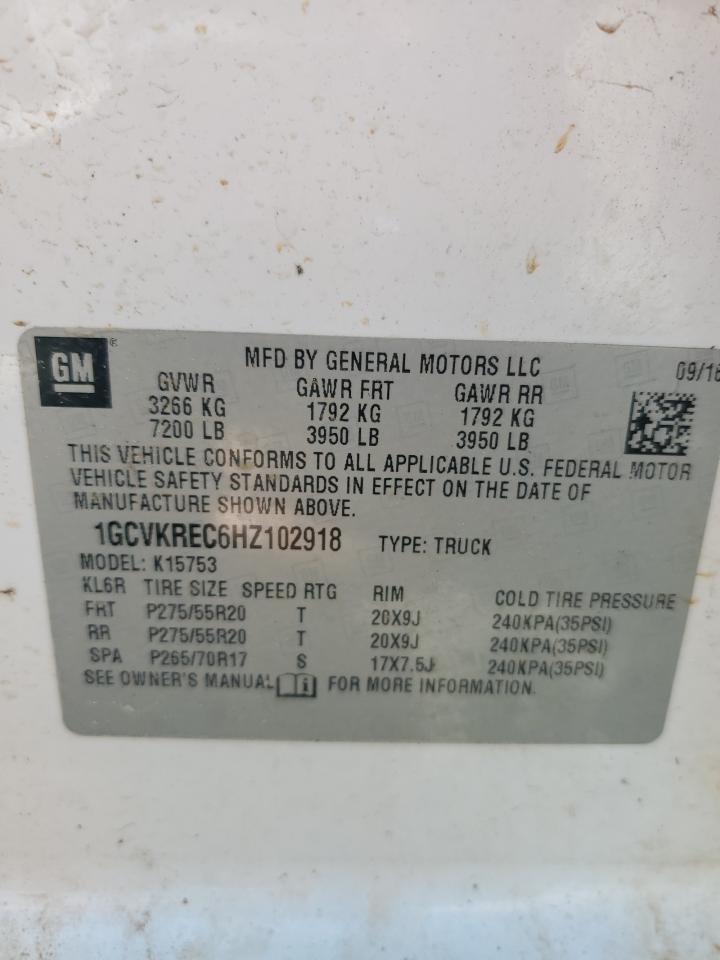 GM ®
MFD BY GENERAL MOTORS LLC 09/16
GVWR GAWR FRT GAWR RR
3266 KG 1792 KG 1792 KG
7200 LB 3950 LB 3950 LB
THIS VEHICLE CONFORMS TO ALL APPLICABLE U.S. FEDERAL MOTOR
VEHICLE SAFETY STANDARDS IN EFFECT ON THE DATE OF
MANUFACTURE SHOWN ABOVE.
1GCVKREC6HZ102918 TYPE: TRUCK
MODEL: K15753
KL6R TIRE SIZE SPEED RTG RIM COLD TIRE PRESSURE
FRT P275/55R20 T 20X9J 240KPA(35PSI)
RR P275/55R20 T 20X9J 240KPA(35PSI)
SPA P265/70R17 S 17X7.5J 240KPA(35PSI)
SEE OWNER'S MANUAL FOR MORE INFORMATION.